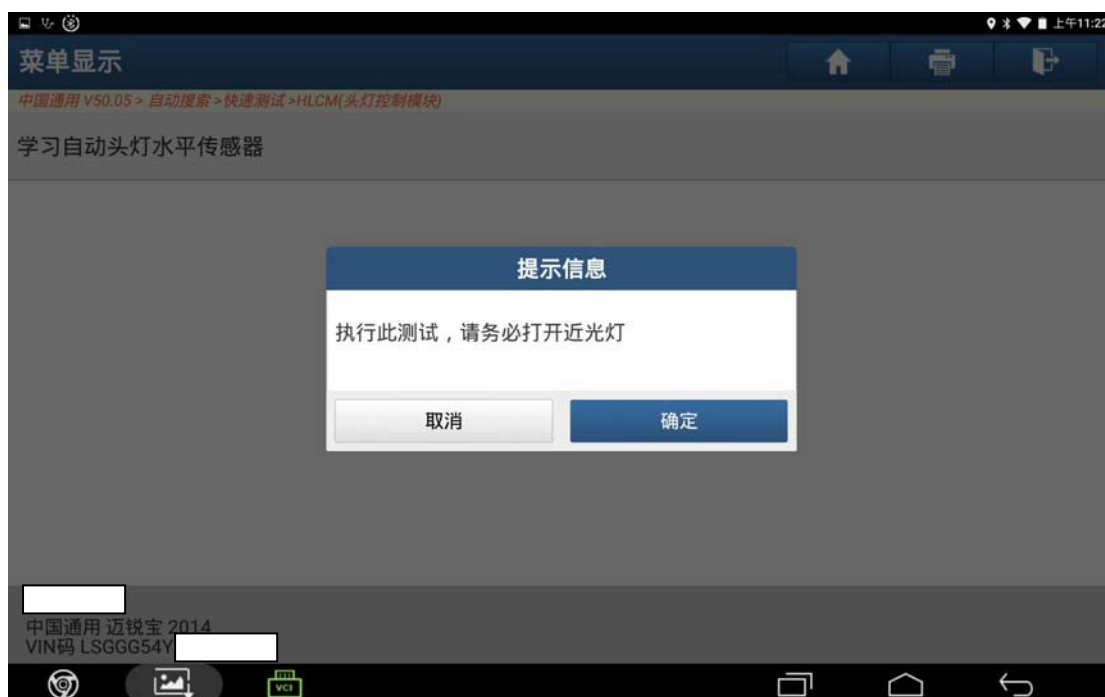 上午11:22
菜单显示
中国通用 V50.05 > 自动搜索 > 快速测试 >HLCM(头灯控制模块)
学习自动头灯水平传感器
提示信息
执行此测试，请务必打开近光灯
取消
确定
中国通用 迈锐宝 2014
VIN码 LSGGG54Y
VCI